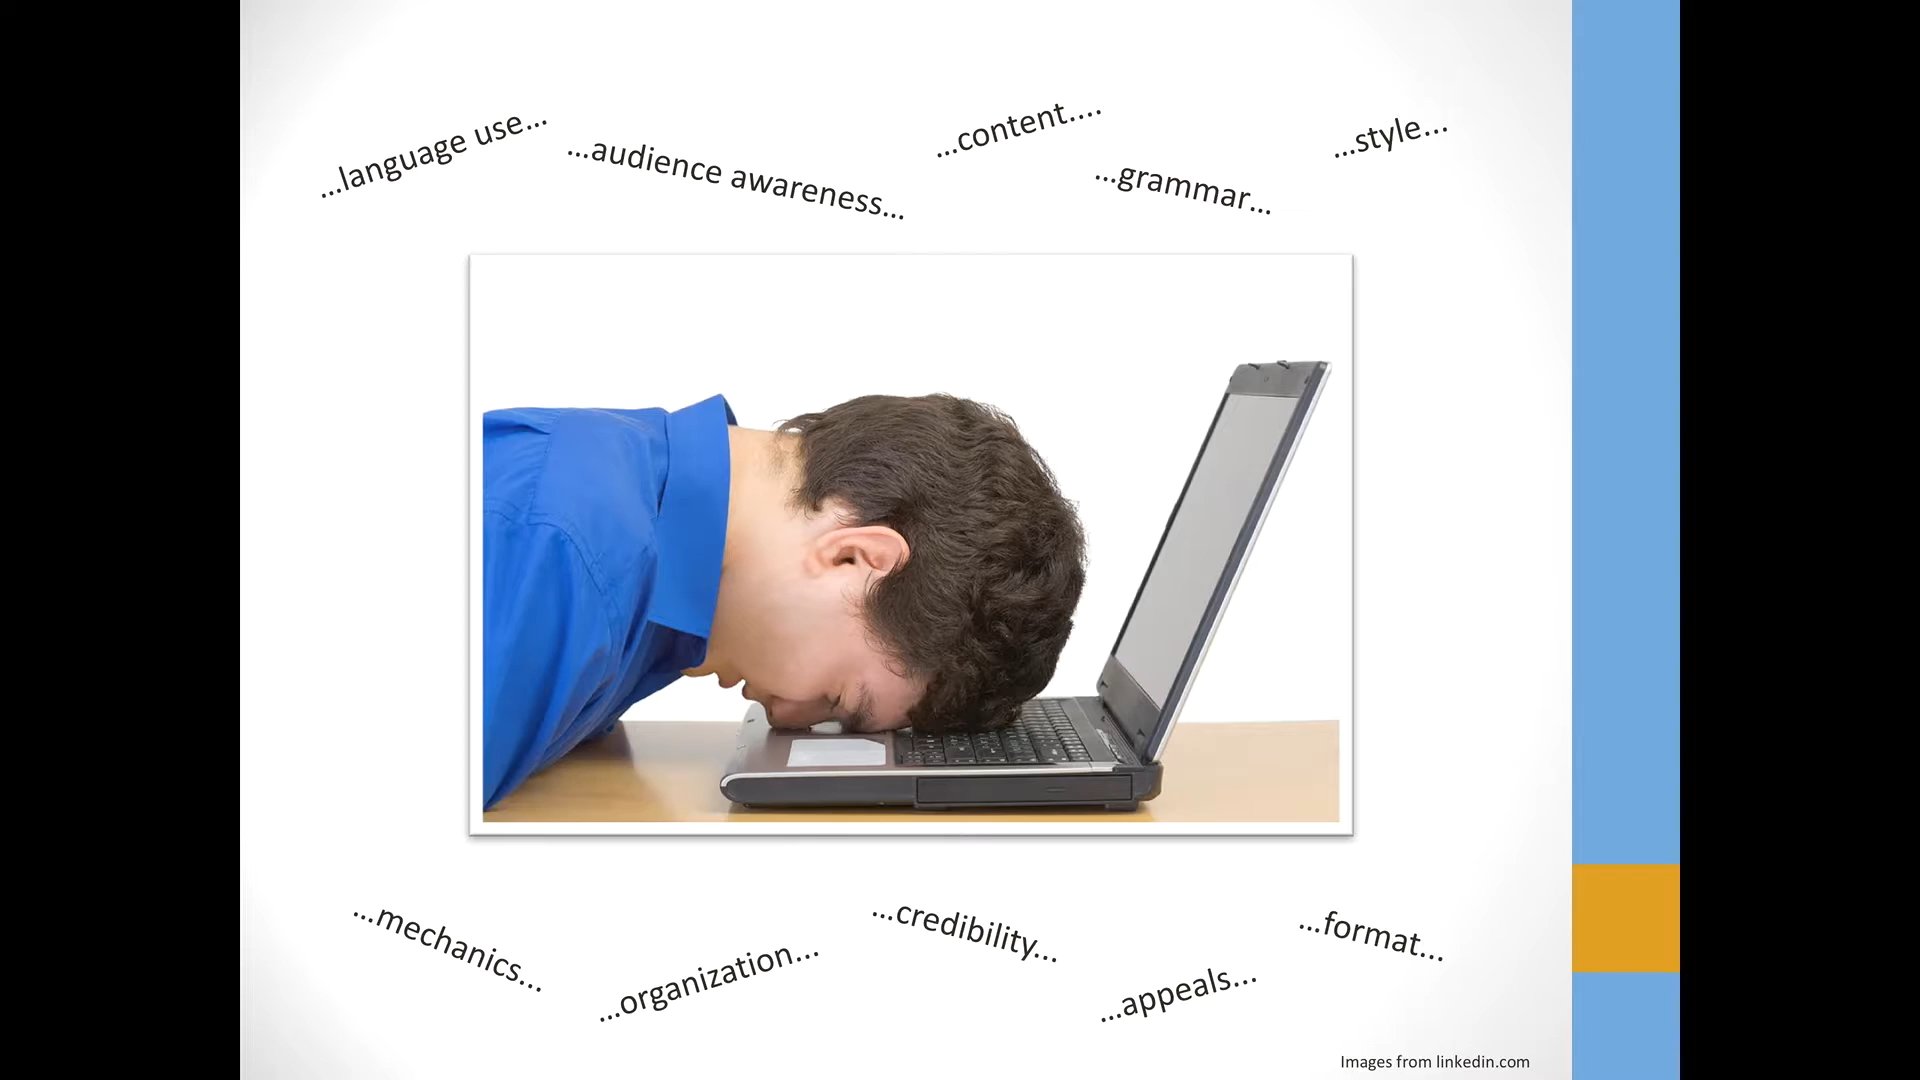 ...language use...
...audience awareness...
...content....
...grammar...
...style...
...mechanics...
...organization...
...credibility...
...appeals...
...format...
Images from linkedin.com